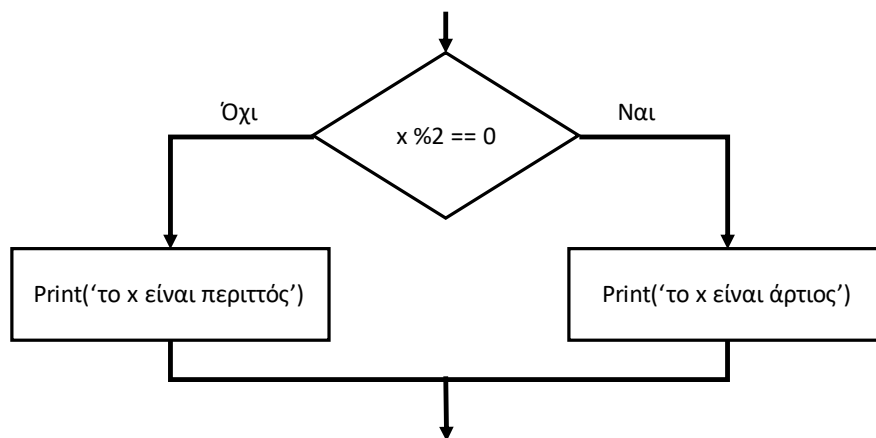 Όχι
Ναι
x %2 == 0
Print(‘το x είναι περιττός’)
Print(‘το x είναι άρτιος’)